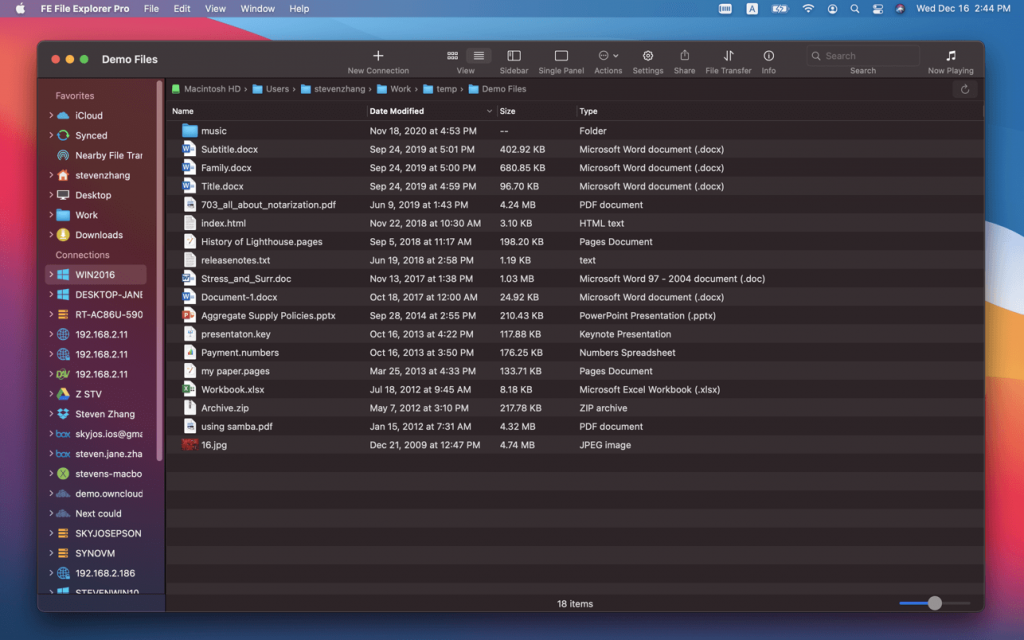 FE File Explorer Pro File Edit View Window Help A Wed Dec 16 2:44 PM
Demo Files
New Connection View Sidebar Single Panel Actions Settings Share File Transfer Info Search Search Now Playing
Favorites
iCloud
Synced
Nearby File Trar
stevenzhang
Desktop
Work
Downloads
Connections
WIN2016
DESKTOP-JANE
RT-AC86U-590
192.168.2.11
192.168.2.11
DAV 192.168.2.11
Z STV
Steven Zhang
box skyjos.ios@gma
box steven.jane.zha
X stevens-macbo
demo.owncloud
Next could
SKYJOSEPSON
SYNOVM
192.168.2.186
STEVENWIN10
Macintosh HD › Users › stevenzhang › Work › temp › Demo Files
Name Date Modified Size Type
music Nov 18, 2020 at 4:53 PM -- Folder
Subtitle.docx Sep 24, 2019 at 5:01 PM 402.92 KB Microsoft Word document (.docx)
Family.docx Sep 24, 2019 at 5:00 PM 680.85 KB Microsoft Word document (.docx)
Title.docx Sep 24, 2019 at 4:59 PM 96.70 KB Microsoft Word document (.docx)
703_all_about_notarization.pdf Jun 9, 2019 at 1:43 PM 4.24 MB PDF document
index.html Nov 22, 2018 at 10:30 AM 3.10 KB HTML text
History of Lighthouse.pages Sep 5, 2018 at 11:17 AM 198.20 KB Pages Document
releasenotes.txt Jun 19, 2018 at 2:58 PM 1.19 KB text
Stress_and_Surr.doc Nov 13, 2017 at 1:38 PM 1.03 MB Microsoft Word 97 - 2004 document (.doc)
Document-1.docx Oct 18, 2017 at 12:00 AM 24.92 KB Microsoft Word document (.docx)
Aggregate Supply Policies.pptx Sep 28, 2014 at 2:55 PM 210.43 KB PowerPoint Presentation (.pptx)
presentaton.key Oct 16, 2013 at 4:22 PM 117.88 KB Keynote Presentation
Payment.numbers Oct 16, 2013 at 3:50 PM 176.25 KB Numbers Spreadsheet
my paper.pages Mar 25, 2013 at 4:33 PM 133.71 KB Pages Document
Workbook.xlsx Jul 18, 2012 at 9:45 AM 8.18 KB Microsoft Excel Workbook (.xlsx)
Archive.zip May 7, 2012 at 3:10 PM 217.78 KB ZIP archive
using samba.pdf Jan 15, 2012 at 7:31 AM 4.32 MB PDF document
16.jpg Dec 21, 2009 at 12:47 PM 4.74 MB JPEG image
18 items